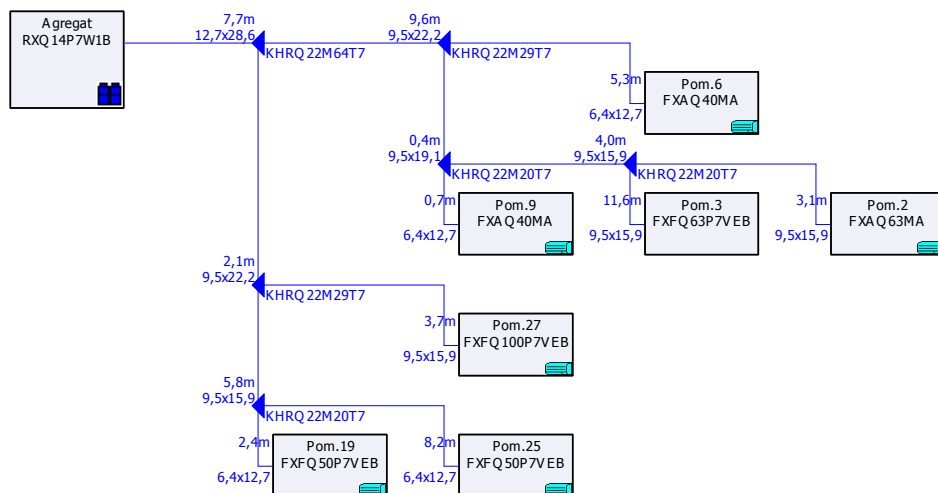 Agregat
RXQ14P7W1B
7,7m
12,7x28,6
KHRQ22M64T7
9,6m
9,5x22,2
KHRQ22M29T7
5,3m
6,4x12,7
Pom.6
FXAQ40MA
0,4m
9,5x19,1
KHRQ22M20T7
4,0m
9,5x15,9
KHRQ22M20T7
0,7m
6,4x12,7
Pom.9
FXAQ40MA
11,6m
9,5x15,9
Pom.3
FXFQ63P7VEB
3,1m
9,5x15,9
Pom.2
FXAQ63MA
2,1m
9,5x22,2
KHRQ22M29T7
3,7m
9,5x15,9
Pom.27
FXFQ100P7VEB
5,8m
9,5x15,9
KHRQ22M20T7
2,4m
6,4x12,7
Pom.19
FXFQ50P7VEB
8,2m
6,4x12,7
Pom.25
FXFQ50P7VEB